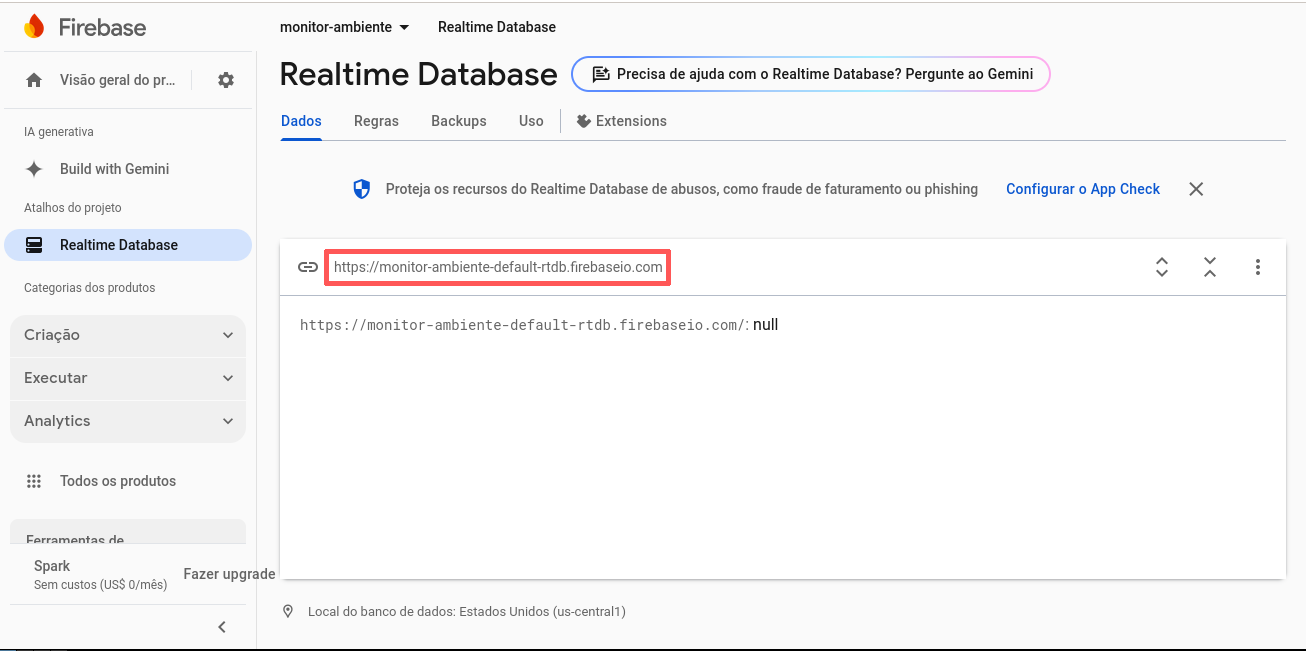 Firebase
monitor-ambiente
Realtime Database
Visão geral do pr...
Realtime Database
Precisa de ajuda com o Realtime Database? Pergunte ao Gemini
Dados
Regras
Backups
Uso
Extensions
IA generativa
Build with Gemini
Atalhos do projeto
Realtime Database
Categorias dos produtos
Criação
Executar
Analytics
Todos os produtos
Ferramentas de
Spark
Sem custos (US$ 0/mês)
Fazer upgrade
Proteja os recursos do Realtime Database de abusos, como fraude de faturamento ou phishing
Configurar o App Check
https://monitor-ambiente-default-rtdb.firebaseio.com
https://monitor-ambiente-default-rtdb.firebaseio.com/: null
Local do banco de dados: Estados Unidos (us-central1)